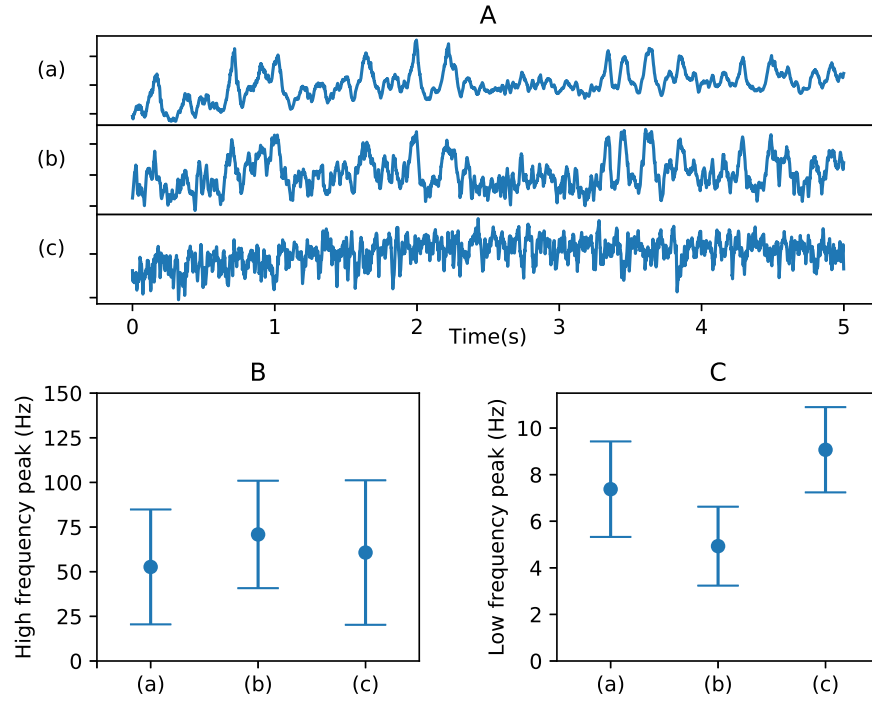 A
(a)
(b)
(c)
0 1 2 3 4 5
Time(s)
B
High frequency peak (Hz)
150
125
100
75
50
25
0
(a) (b) (c)
C
Low frequency peak (Hz)
10
8
6
4
2
0
(a) (b) (c)